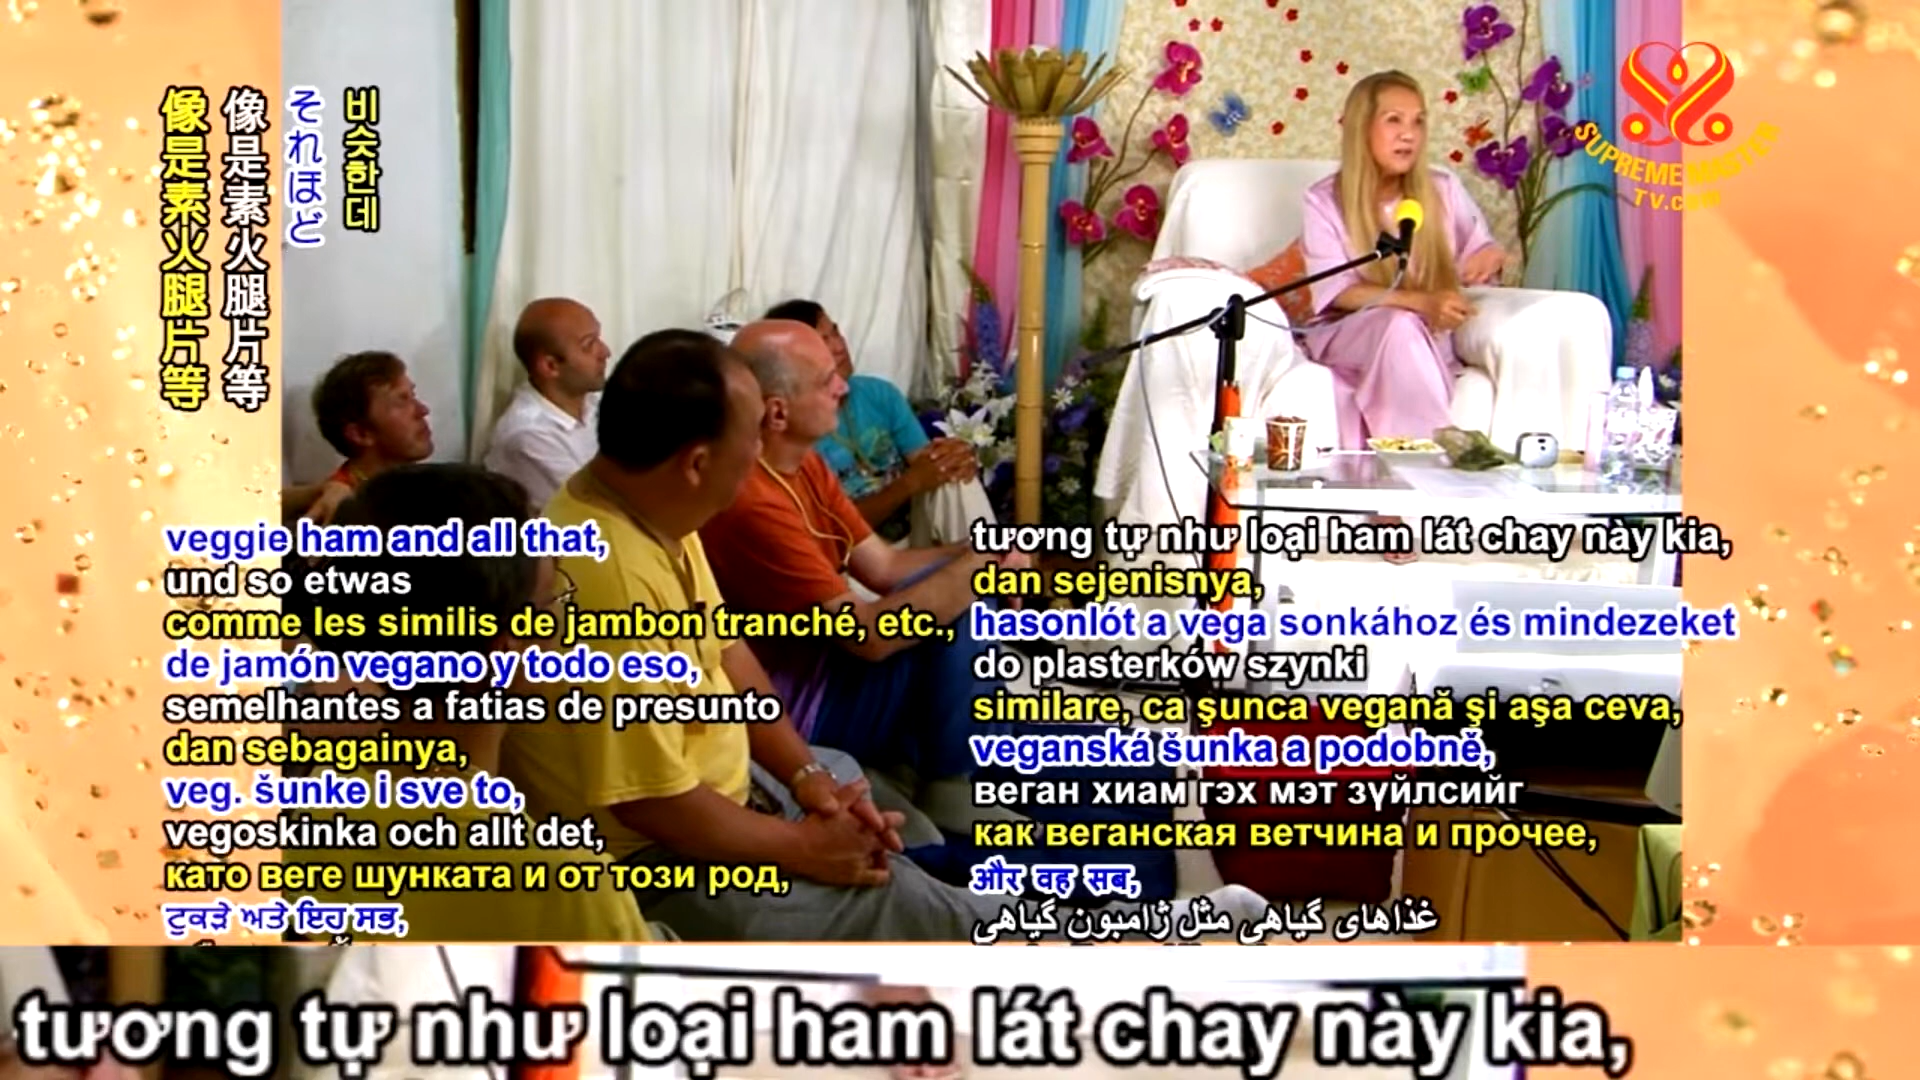 像是素火腿片等
像是素火腿片等
それほど
비슷한데
SUPREME MASTER
TV.COM
veggie ham and all that,
und so etwas
comme les similis de jambon tranché, etc.,
de jamón vegano y todo eso,
semelhantes a fatias de presunto
dan sebagainya,
veg. šunke i sve to,
vegoskinka och allt det,
като веге шунката и от този род,
ਟੁਕੜੇ ਅਤੇ ਇਹ ਸਭ,
tương tự như loại ham lát chay này kia,
dan sejenisnya,
hasonlót a vega sonkához és mindezeket
do plasterków szynki
similare, ca şunca vegană şi aşa ceva,
veganská šunka a podobně,
веган хиам гэх мэт зүйлсийг
как веганская ветчина и прочее,
और वह सब,
غذاهای گیاهی مثل ژامبون گیاهی
tương tự như loại ham lát chay này kia,